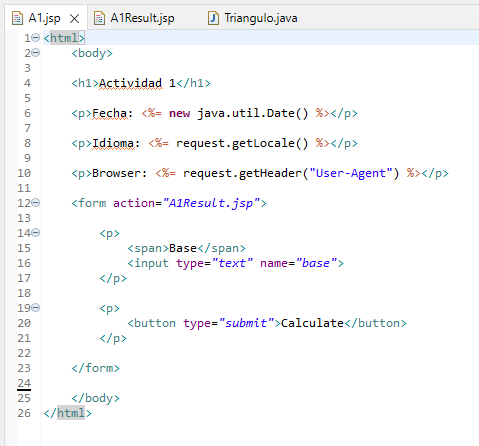 A1.jsp A1Result.jsp Triangulo.java
1 <html>
2 <body>
3
4 <h1>Actividad 1</h1>
5
6 <p>Fecha: <%= new java.util.Date() %></p>
7
8 <p>Idioma: <%= request.getLocale() %></p>
9
10 <p>Browser: <%= request.getHeader("User-Agent") %></p>
11
12 <form action="A1Result.jsp">
13
14 <p>
15 <span>Base</span>
16 <input type="text" name="base">
17 </p>
18
19 <p>
20 <button type="submit">Calculate</button>
21 </p>
22
23 </form>
24
25 </body>
26 </html>